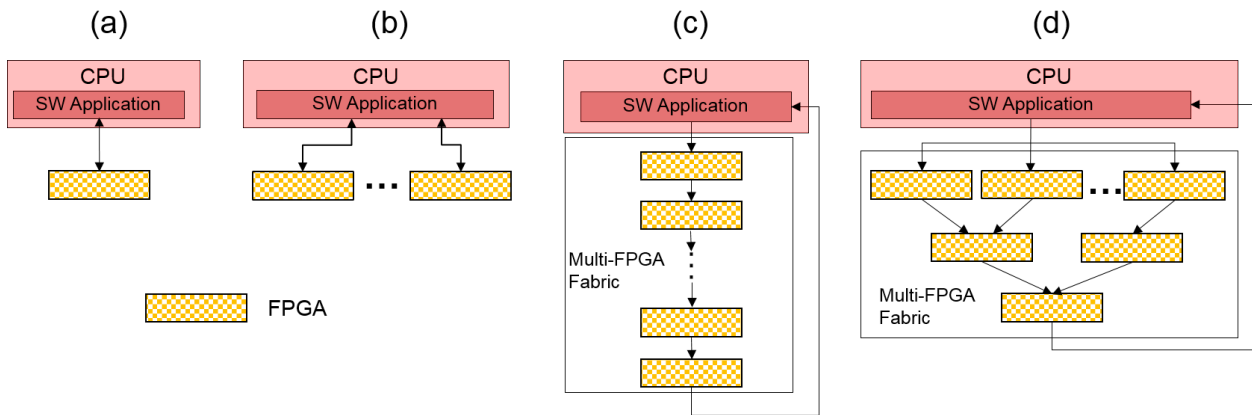 (a)
(b)
(c)
(d)
CPU
SW Application
CPU
SW Application
CPU
SW Application
CPU
SW Application
...
...
Multi-FPGA
Fabric
Multi-FPGA
Fabric
FPGA